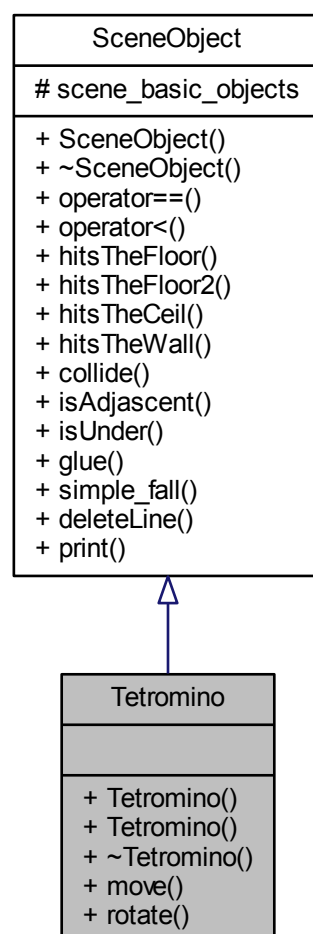 SceneObject
# scene_basic_objects
+ SceneObject()
+ ~SceneObject()
+ operator==()
+ operator<()
+ hitsTheFloor()
+ hitsTheFloor2()
+ hitsTheCeil()
+ hitsTheWall()
+ collide()
+ isAdjascent()
+ isUnder()
+ glue()
+ simple_fall()
+ deleteLine()
+ print()
Tetromino
+ Tetromino()
+ Tetromino()
+ ~Tetromino()
+ move()
+ rotate()